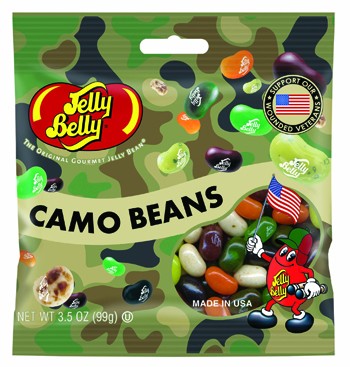 Jelly
Belly
®
THE ORIGINAL GOURMET JELLY BEAN®
SUPPORT OUR
WOUNDED VETERANS
CAMO BEANS
Jelly
Belly
MADE IN USA
NET WT 3.5 OZ (99g) U